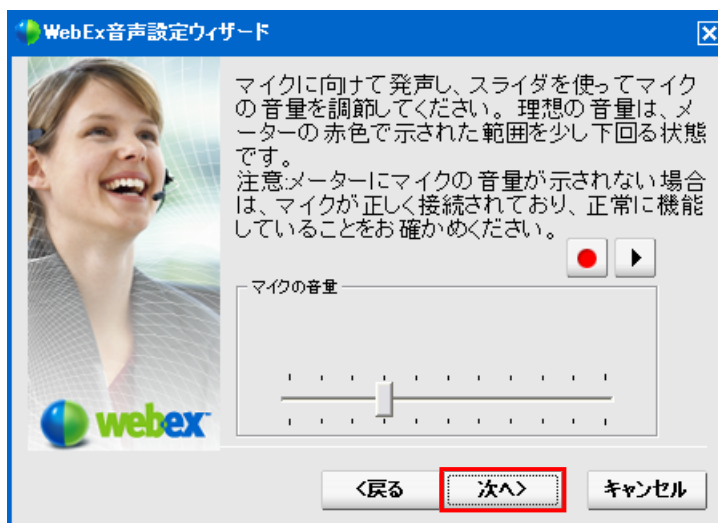 WebEx音声設定ウィザード
マイクに向けて発声し、スライダを使ってマイク
の音量を調節してください。理想の音量は、メ
ーターの赤色で示された範囲を少し下回る状態
です。
注意:メーターにマイクの音量が示されない場合
は、マイクが正しく接続されており、正常に機能
していることをお確かめください。
マイクの音量
webex
<戻る
次へ>
キャンセル